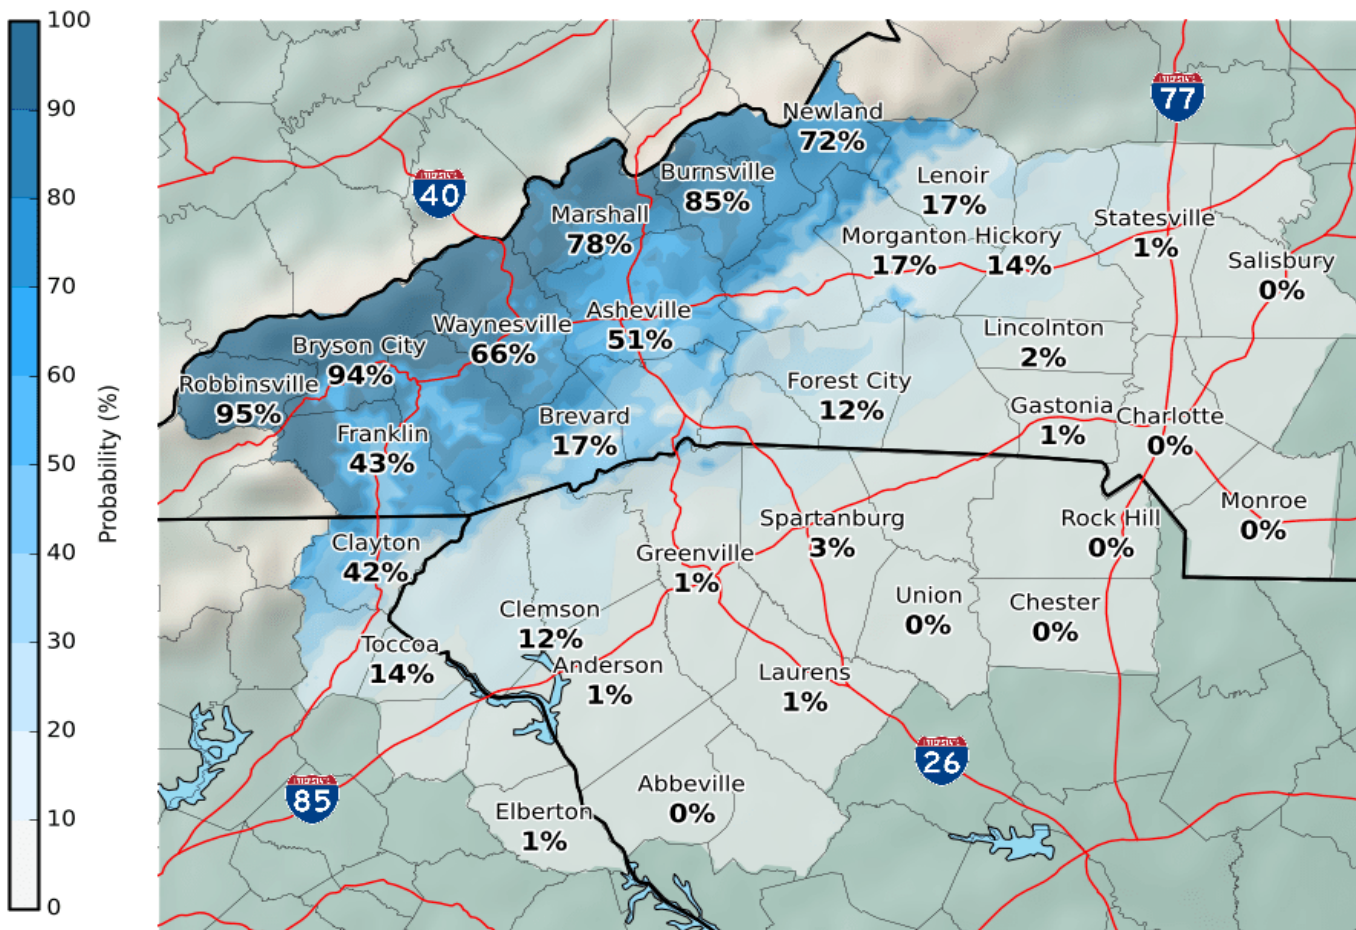 100
90
80
70
60
50
40
30
20
10
0
Probability (%)
INTERSTATE
77
Newland
72%
INTERSTATE
40
Burnsville
85%
Lenoir
17%
Marshall
78%
Statesville
1%
Morganton
17%
Hickory
14%
Salisbury
0%
Asheville
51%
Waynesville
66%
Lincolnton
2%
Bryson City
94%
Robbinsville
95%
Forest City
12%
Brevard
17%
Gastonia
1%
Charlotte
0%
Franklin
43%
Monroe
0%
Spartanburg
3%
Rock Hill
0%
Clayton
42%
Greenville
1%
Union
0%
Chester
0%
Clemson
12%
Toccoa
14%
Anderson
1%
Laurens
1%
INTERSTATE
26
INTERSTATE
85
Abbeville
0%
Elberton
1%